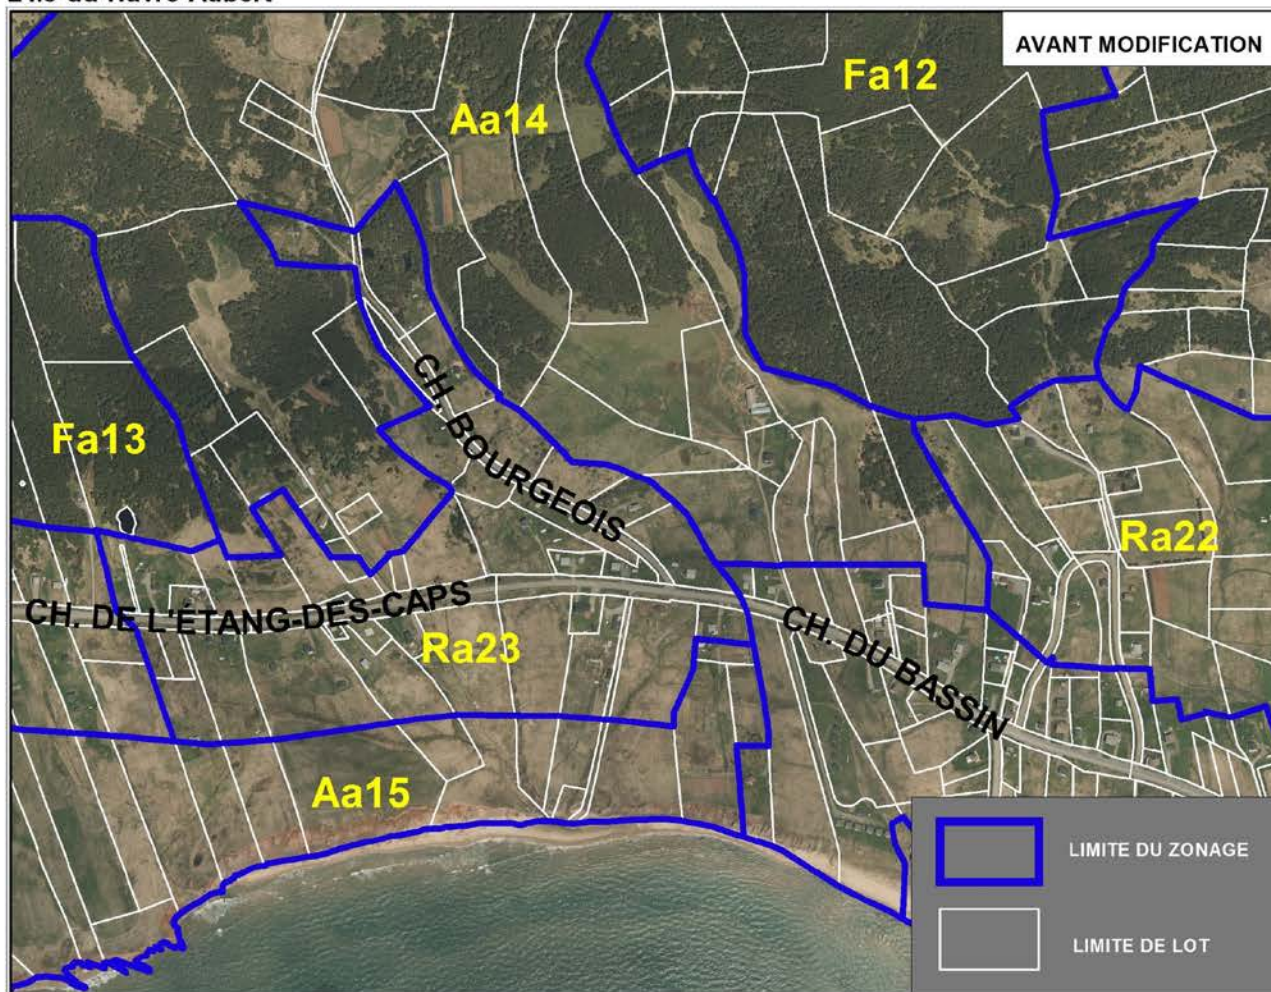 AVANT MODIFICATION
Fa12
Aa14
CH. BOURGEOIS
Fa13
Ra22
CH. DE L'ÉTANG-DES-CAPS
CH. DU BASSIN
Ra23
Aa15
LIMITE DU ZONAGE
LIMITE DE LOT